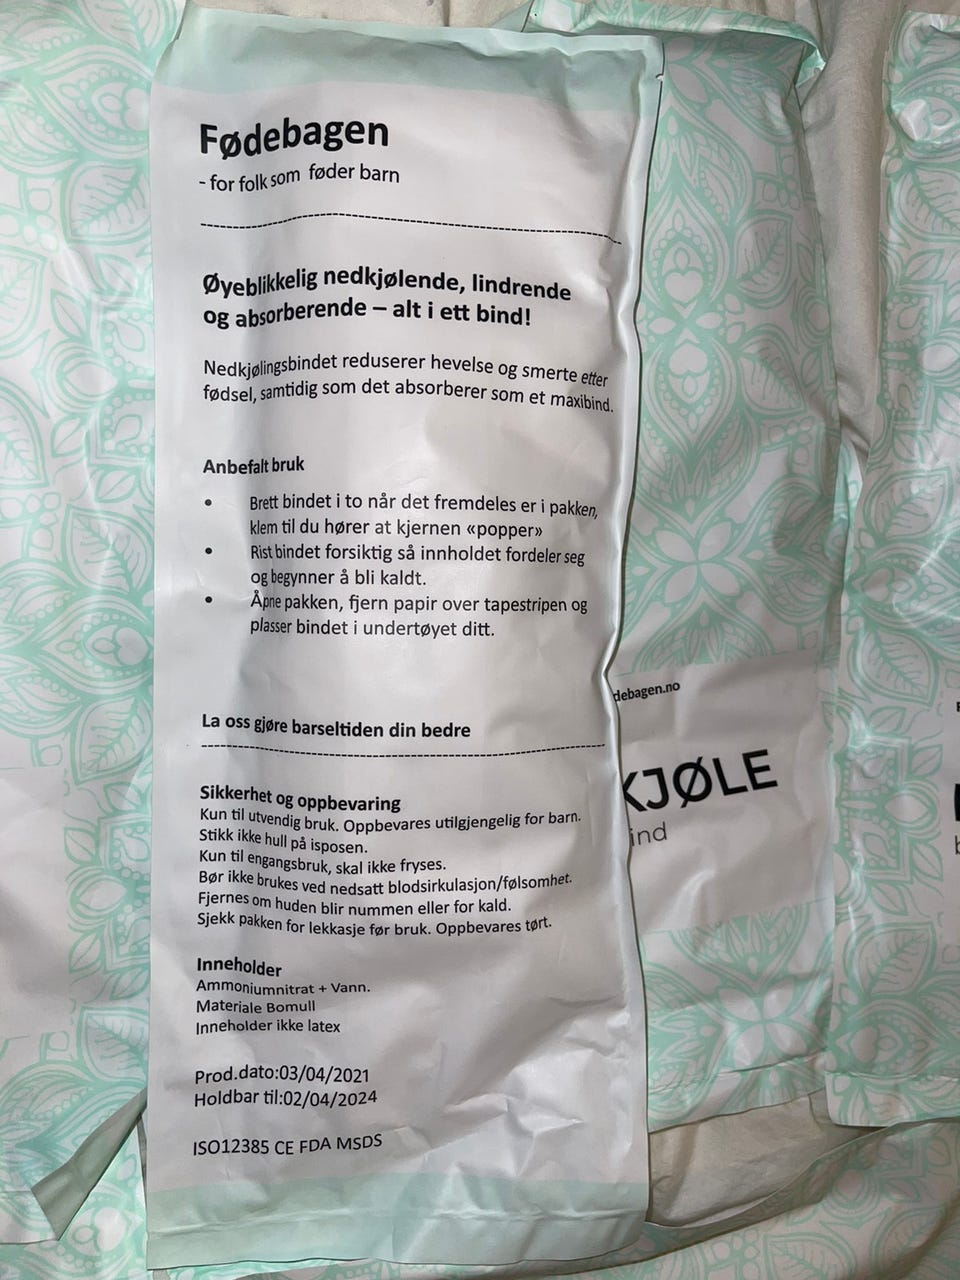 Fødebagen
- for folk som føder barn
Øyeblikkelig nedkjølende, lindrende
og absorberende – alt i ett bind!
Nedkjølingsbindet reduserer hevelse og smerte etter
fødsel, samtidig som det absorberer som et maxibind.
Anbefalt bruk
• Brett bindet i to når det fremdeles er i pakken,
klem til du hører at kjernen «popper»
• Rist bindet forsiktig så innholdet fordeler seg
og begynner å bli kaldt.
• Åpne pakken, fjern papir over tapestripen og
plasser bindet i undertøyet ditt.
La oss gjøre barseltiden din bedre
Sikkerhet og oppbevaring
Kun til utvendig bruk. Oppbevares utilgjengelig for barn.
Stikk ikke hull på isposen.
Kun til engangsbruk, skal ikke fryses.
Bør ikke brukes ved nedsatt blodsirkulasjon/følsomhet.
Fjernes om huden blir nummen eller for kald.
Sjekk pakken for lekkasje før bruk. Oppbevares tørt.
Inneholder
Ammoniumnitrat + Vann.
Materiale Bomull
Inneholder ikke latex
Prod.dato:03/04/2021
Holdbar til:02/04/2024
ISO12385 CE FDA MSDS
debagen.no
KJØLE
ind